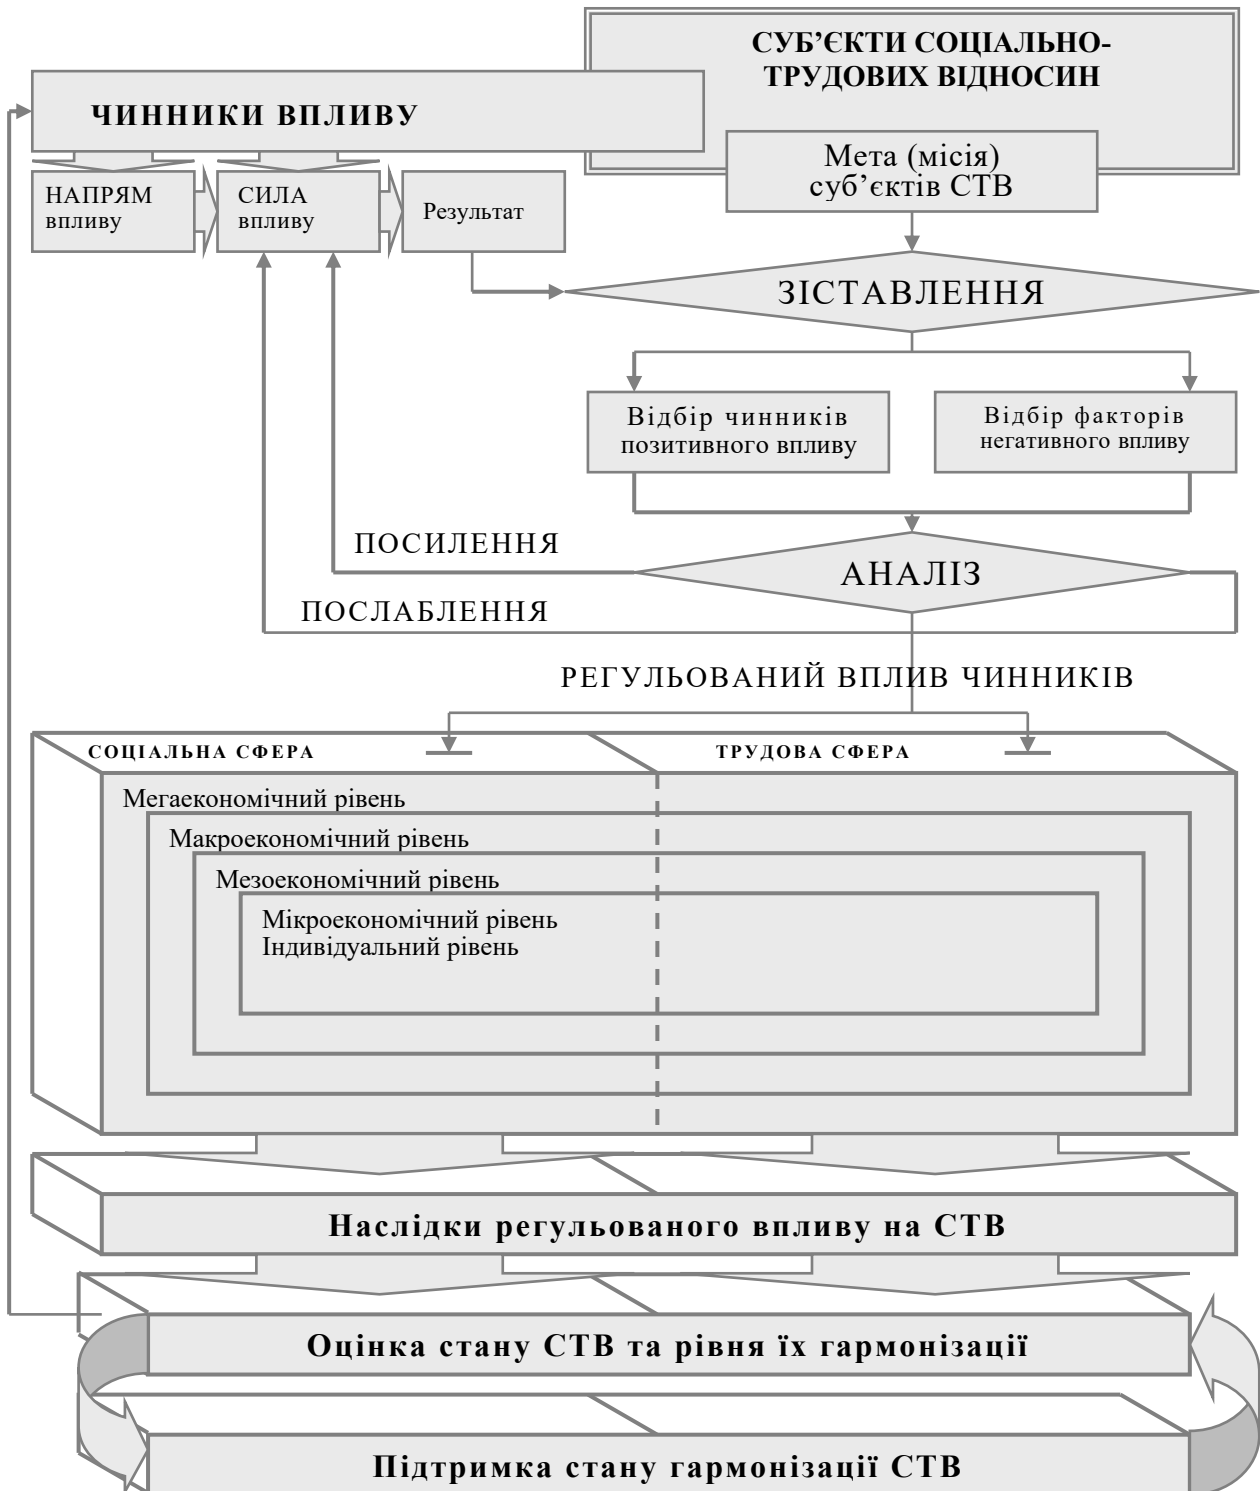 СУБ’ЄКТИ СОЦІАЛЬНО-
ТРУДОВИХ ВІДНОСИН
ЧИННИКИ ВПЛИВУ
Мета (місія)
суб’єктів СТВ
НАПРЯМ
впливу
СИЛА
впливу
Результат
ЗІСТАВЛЕННЯ
Відбір чинників
позитивного впливу
Відбір факторів
негативного впливу
ПОСИЛЕННЯ
АНАЛІЗ
ПОСЛАБЛЕННЯ
РЕГУЛЬОВАНИЙ ВПЛИВ ЧИННИКІВ
СОЦІАЛЬНА СФЕРА
ТРУДОВА СФЕРА
Мегаекономічний рівень
Макроекономічний рівень
Мезоекономічний рівень
Мікроекономічний рівень
Індивідуальний рівень
Наслідки регульованого впливу на СТВ
Оцінка стану СТВ та рівня їх гармонізації
Підтримка стану гармонізації СТВ